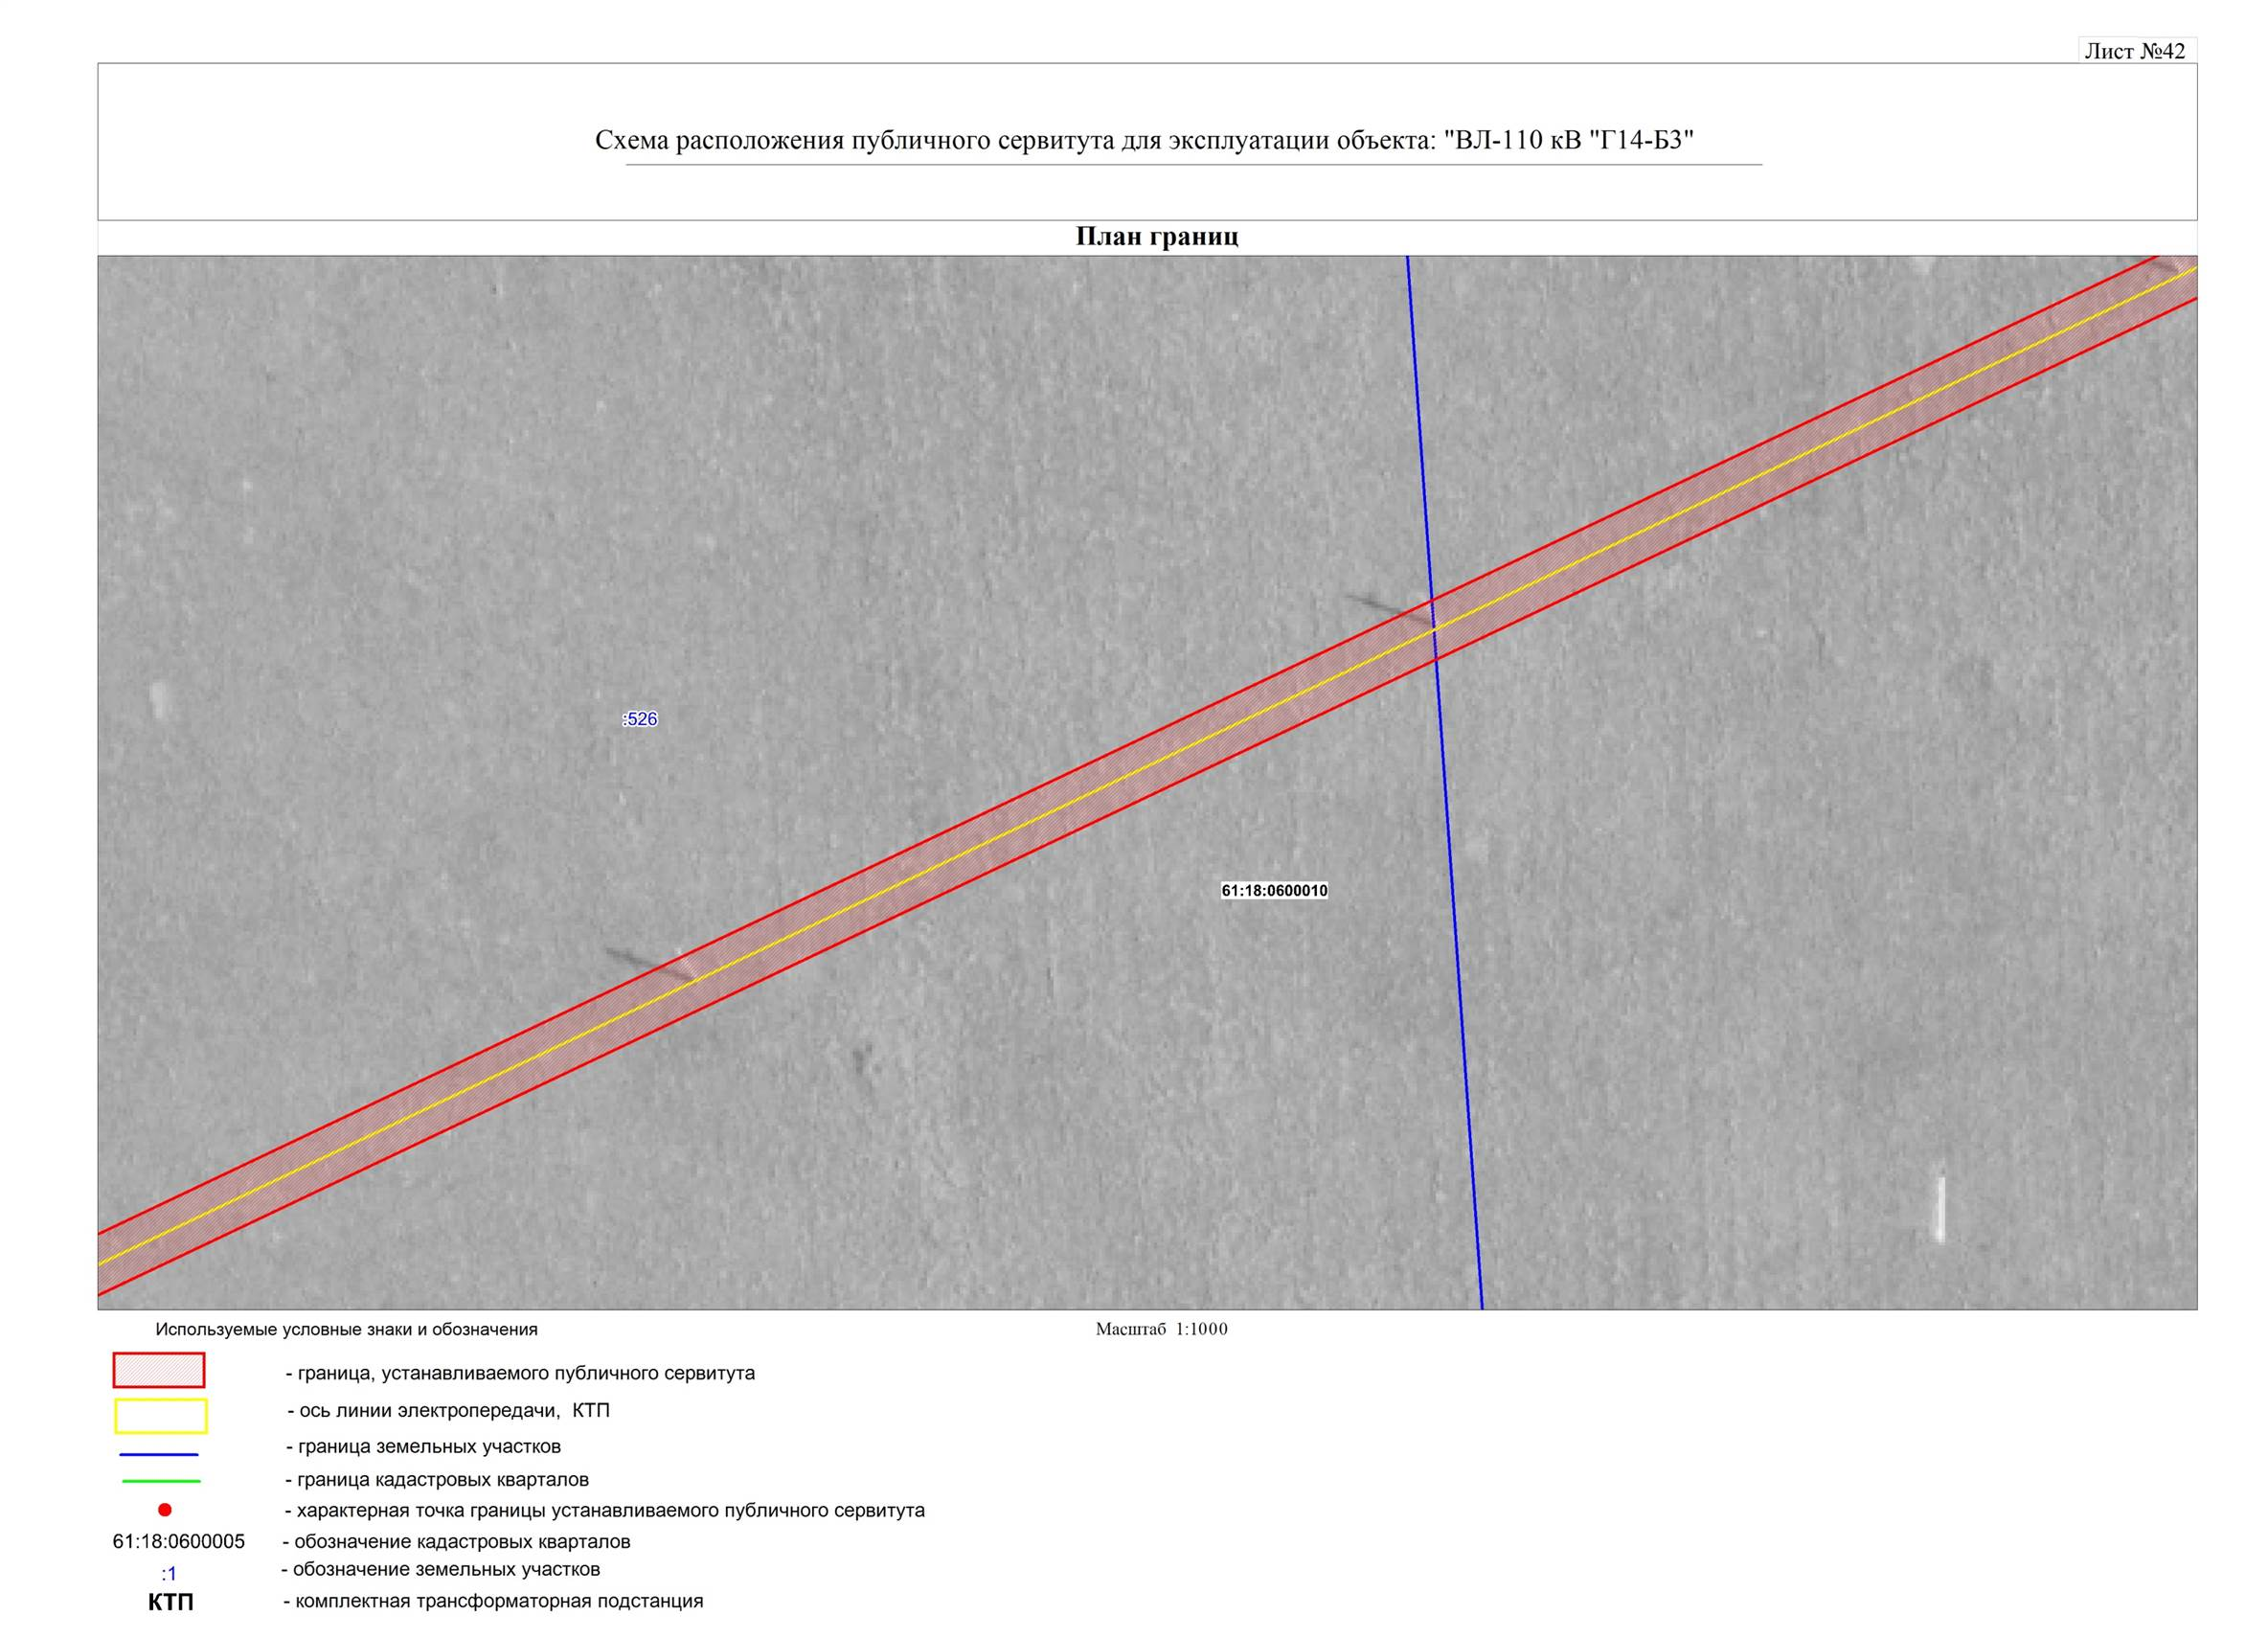 Лист №42
Схема расположения публичного сервитута для эксплуатации объекта: "ВЛ-110 кВ "Г14-Б3"
План границ
:526
61:18:0600010
Используемые условные знаки и обозначения
Масштаб 1:1000
- граница, устанавливаемого публичного сервитута
- ось линии электропередачи, КТП
- граница земельных участков
- граница кадастровых кварталов
- характерная точка границы устанавливаемого публичного сервитута
61:18:0600005 - обозначение кадастровых кварталов
:1 - обозначение земельных участков
КТП - комплектная трансформаторная подстанция